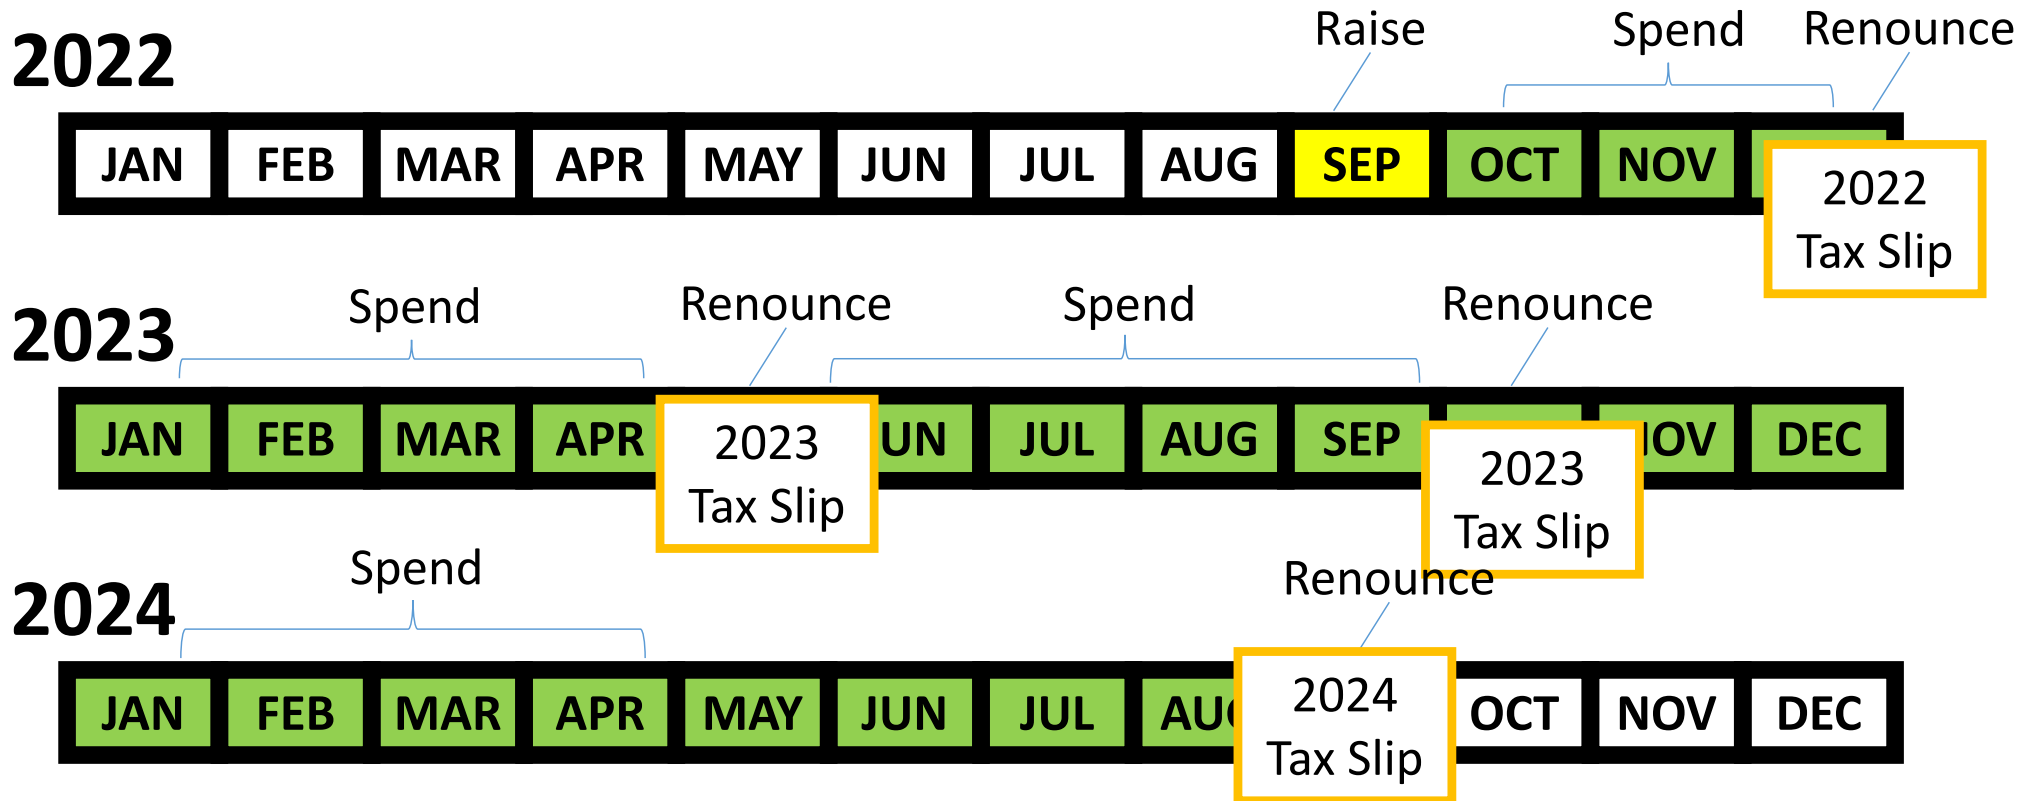 Raise Spend Renounce
2022
JAN FEB MAR APR MAY JUN JUL AUG SEP OCT NOV
2022
Tax Slip
Spend Renounce Spend Renounce
2023
JAN FEB MAR APR UN JUL AUG SEP OV DEC
2023
Tax Slip
2023
Tax Slip
Spend Renounce
2024
JAN FEB MAR APR MAY JUN JUL AUG OCT NOV DEC
2024
Tax Slip